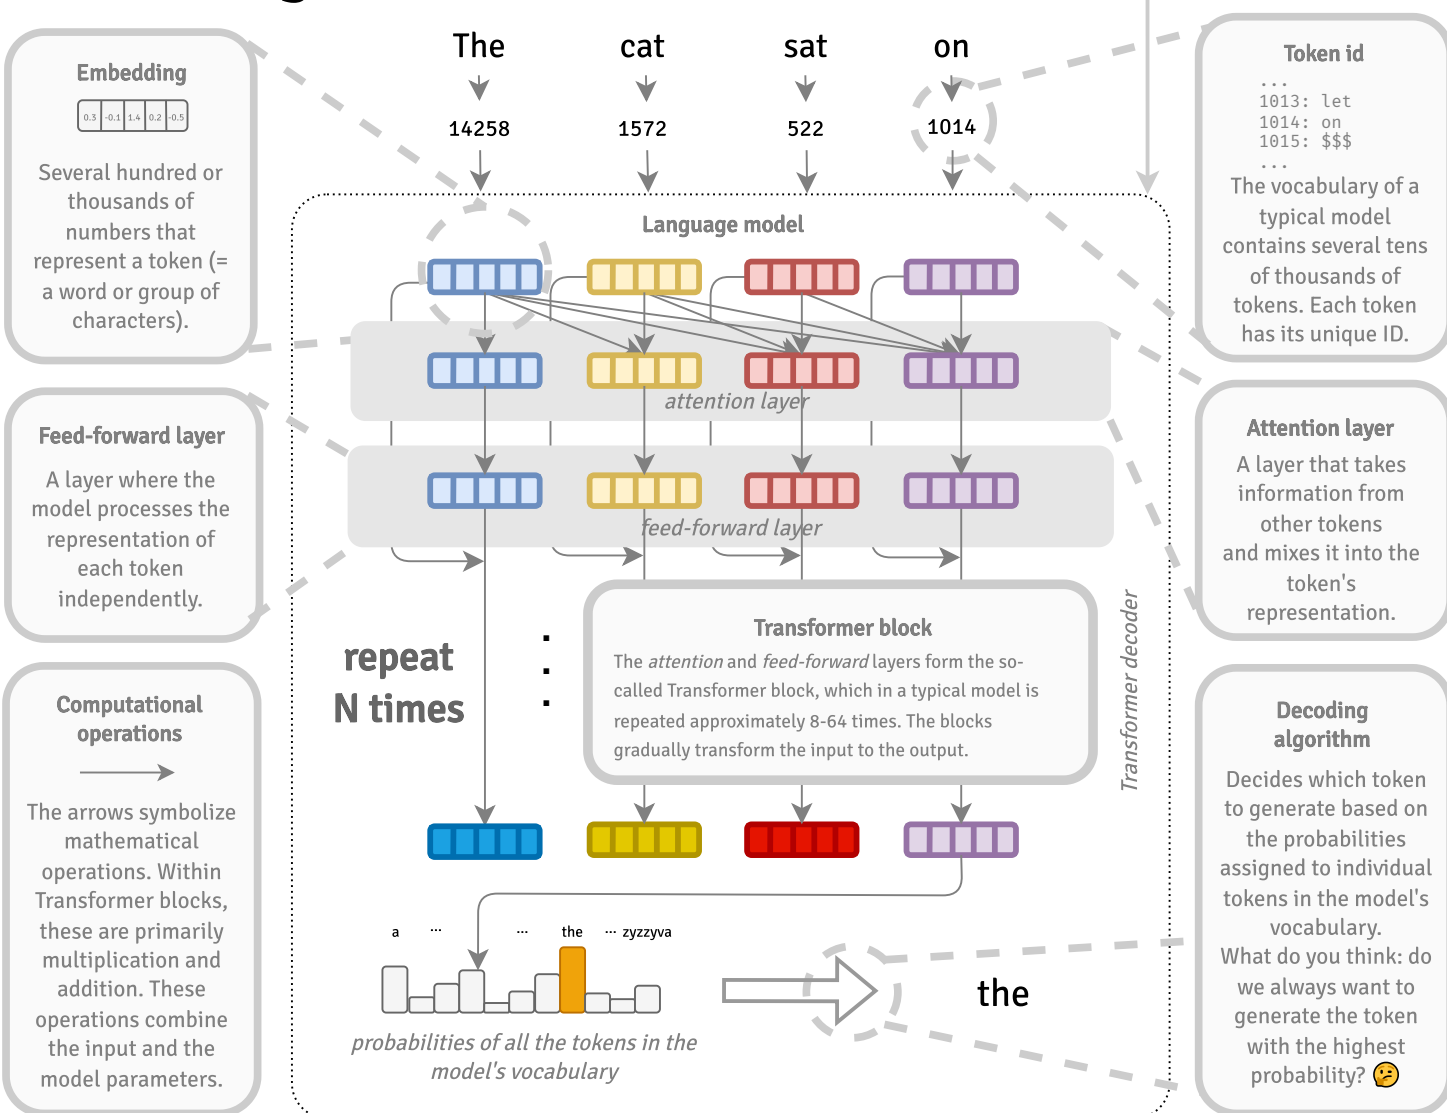 The cat sat on
14258 1572 522 1014
Embedding
0.3 -0.1 1.4 0.2 -0.5
Several hundred or
thousands of
numbers that
represent a token (=
a word or group of
characters).
Token id
...
1013: let
1014: on
1015: $$$
...
The vocabulary of a
typical model
contains several tens
of thousands of
tokens. Each token
has its unique ID.
Language model
attention layer
feed-forward layer
Feed-forward layer
A layer where the
model processes the
representation of
each token
independently.
Attention layer
A layer that takes
information from
other tokens
and mixes it into the
token's
representation.
repeat
N times
Transformer block
The attention and feed-forward layers form the so-
called Transformer block, which in a typical model is
repeated approximately 8-64 times. The blocks
gradually transform the input to the output.
Transformer decoder
Computational
operations
The arrows symbolize
mathematical
operations. Within
Transformer blocks,
these are primarily
multiplication and
addition. These
operations combine
the input and the
model parameters.
Decoding
algorithm
Decides which token
to generate based on
the probabilities
assigned to individual
tokens in the model's
vocabulary.
What do you think: do
we always want to
generate the token
with the highest
probability? 🤔
a ... ... the ... zyzzyva
probabilities of all the tokens in the
model's vocabulary
the